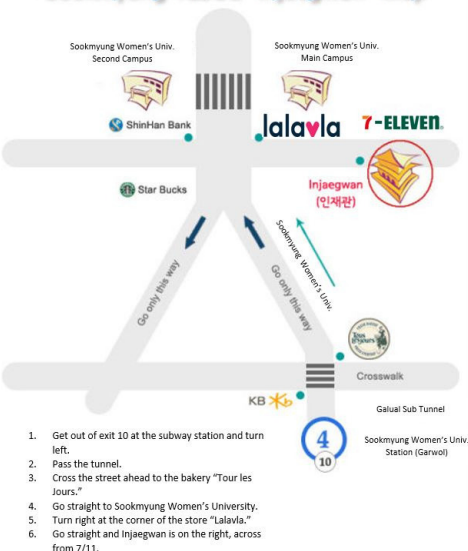 Sookmyung Women's Univ.
Second Campus
Sookmyung Women's Univ.
Main Campus
ShinHan Bank
lalavla
7-ELEVEN.
Star Bucks
Injaegwan
(인재관)
Sookmyung Women's Univ.
Go only this way
Go only this way
Crosswalk
KB
Galual Sub Tunnel
4
10
Sookmyung Women's Univ.
Station (Garwol)
1. Get out of exit 10 at the subway station and turn
left.
2. Pass the tunnel.
3. Cross the street ahead to the bakery "Tour les
Jours."
4. Go straight to Sookmyung Women's University.
5. Turn right at the corner of the store "Lalavla."
6. Go straight and Injaegwan is on the right, across
from 7/11.